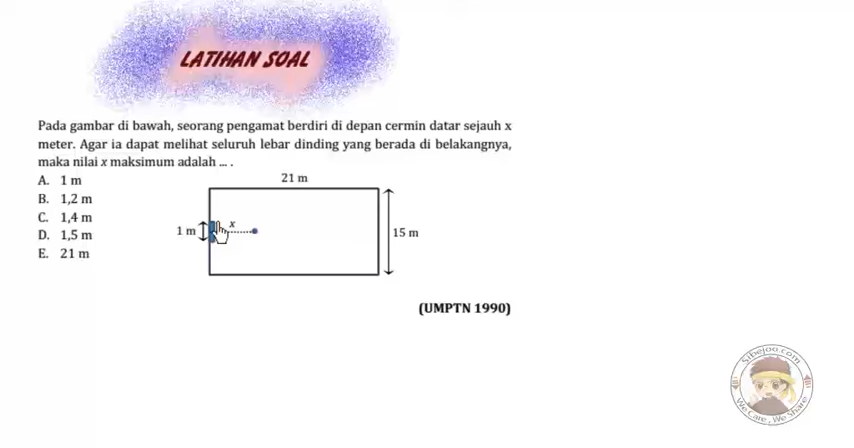 LATIHAN SOAL
Pada gambar di bawah, seorang pengamat berdiri di depan cermin datar sejauh x
meter. Agar ia dapat melihat seluruh lebar dinding yang berada di belakangnya,
maka nilai x maksimum adalah ... .
A. 1 m
B. 1,2 m
C. 1,4 m
D. 1,5 m
E. 21 m
21 m
1 m
x
15 m
(UMPTN 1990)
Sibejoo.com
We Care, We Share